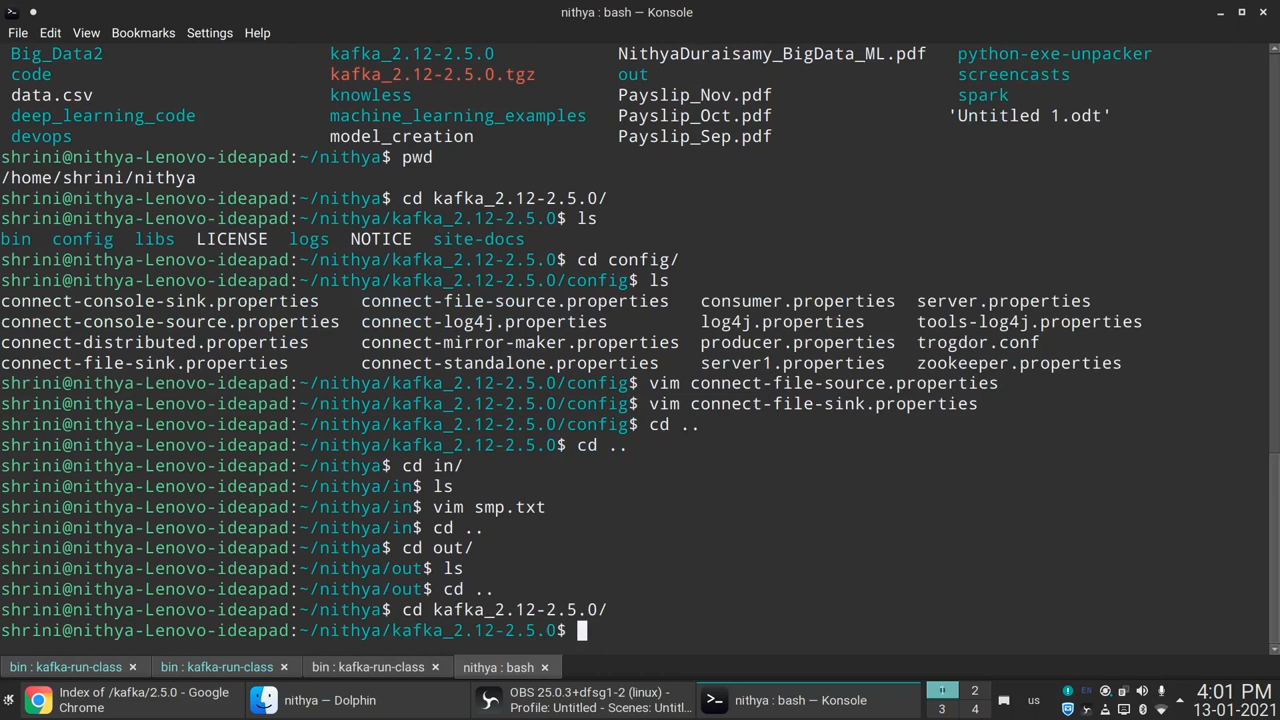 nithya : bash — Konsole
File Edit View Bookmarks Settings Help
Big_Data2 kafka_2.12-2.5.0 NithyaDuraisamy_BigData_ML.pdf python-exe-unpacker
code kafka_2.12-2.5.0.tgz out screencasts
data.csv knowless Payslip_Nov.pdf spark
deep_learning_code machine_learning_examples Payslip_Oct.pdf 'Untitled 1.odt'
devops model_creation Payslip_Sep.pdf
shrini@nithya-Lenovo-ideapad:~/nithya$ pwd
/home/shrini/nithya
shrini@nithya-Lenovo-ideapad:~/nithya$ cd kafka_2.12-2.5.0/
shrini@nithya-Lenovo-ideapad:~/nithya/kafka_2.12-2.5.0$ ls
bin config libs LICENSE logs NOTICE site-docs
shrini@nithya-Lenovo-ideapad:~/nithya/kafka_2.12-2.5.0$ cd config/
shrini@nithya-Lenovo-ideapad:~/nithya/kafka_2.12-2.5.0/config$ ls
connect-console-sink.properties connect-file-source.properties consumer.properties server.properties
connect-console-source.properties connect-log4j.properties log4j.properties tools-log4j.properties
connect-distributed.properties connect-mirror-maker.properties producer.properties trogdor.conf
connect-file-sink.properties connect-standalone.properties server1.properties zookeeper.properties
shrini@nithya-Lenovo-ideapad:~/nithya/kafka_2.12-2.5.0/config$ vim connect-file-source.properties
shrini@nithya-Lenovo-ideapad:~/nithya/kafka_2.12-2.5.0/config$ vim connect-file-sink.properties
shrini@nithya-Lenovo-ideapad:~/nithya/kafka_2.12-2.5.0/config$ cd ..
shrini@nithya-Lenovo-ideapad:~/nithya/kafka_2.12-2.5.0$ cd ..
shrini@nithya-Lenovo-ideapad:~/nithya$ cd in/
shrini@nithya-Lenovo-ideapad:~/nithya/in$ ls
shrini@nithya-Lenovo-ideapad:~/nithya/in$ vim smp.txt
shrini@nithya-Lenovo-ideapad:~/nithya/in$ cd ..
shrini@nithya-Lenovo-ideapad:~/nithya$ cd out/
shrini@nithya-Lenovo-ideapad:~/nithya/out$ ls
shrini@nithya-Lenovo-ideapad:~/nithya/out$ cd ..
shrini@nithya-Lenovo-ideapad:~/nithya$ cd kafka_2.12-2.5.0/
shrini@nithya-Lenovo-ideapad:~/nithya/kafka_2.12-2.5.0$
bin : kafka-run-class bin : kafka-run-class bin : kafka-run-class nithya : bash
Index of /kafka/2.5.0 - Google Chrome
nithya — Dolphin
OBS 25.0.3+dfsg1-2 (linux) - Profile: Untitled - Scenes: Untitl...
nithya : bash — Konsole
2
3 4
EN
us
4:01 PM
13-01-2021